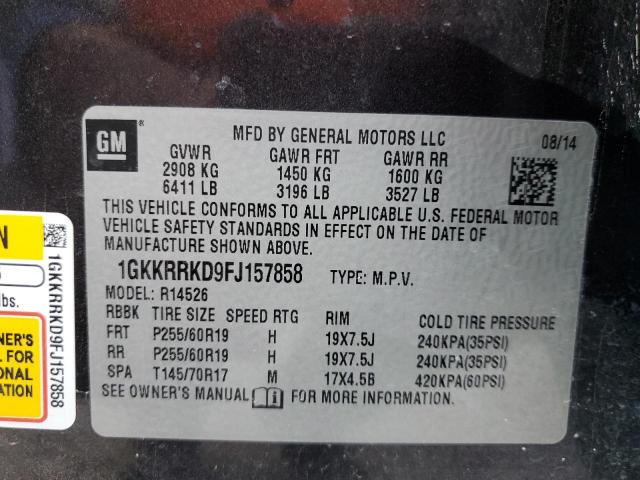 GM
®
MFD BY GENERAL MOTORS LLC
08/14
GVWR GAWR FRT GAWR RR
2908 KG 1450 KG 1600 KG
6411 LB 3196 LB 3527 LB
THIS VEHICLE CONFORMS TO ALL APPLICABLE U.S. FEDERAL MOTOR
VEHICLE SAFETY STANDARDS IN EFFECT ON THE DATE OF
MANUFACTURE SHOWN ABOVE.
1GKKRRKD9FJ157858 TYPE: M.P.V.
MODEL: R14526
RBBK TIRE SIZE SPEED RTG RIM COLD TIRE PRESSURE
FRT P255/60R19 H 19X7.5J 240KPA(35PSI)
RR P255/60R19 H 19X7.5J 240KPA(35PSI)
SPA T145/70R17 M 17X4.5B 420KPA(60PSI)
SEE OWNER'S MANUAL FOR MORE INFORMATION.
lbs.
NER'S
FOR
ONAL
1GKKRRKD9FJ157858